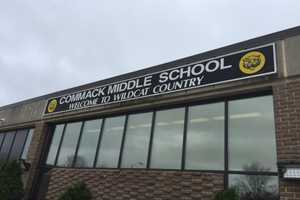 COMMACK MIDDLE SCHOOL
WELCOME TO WILDCAT COUNTRY